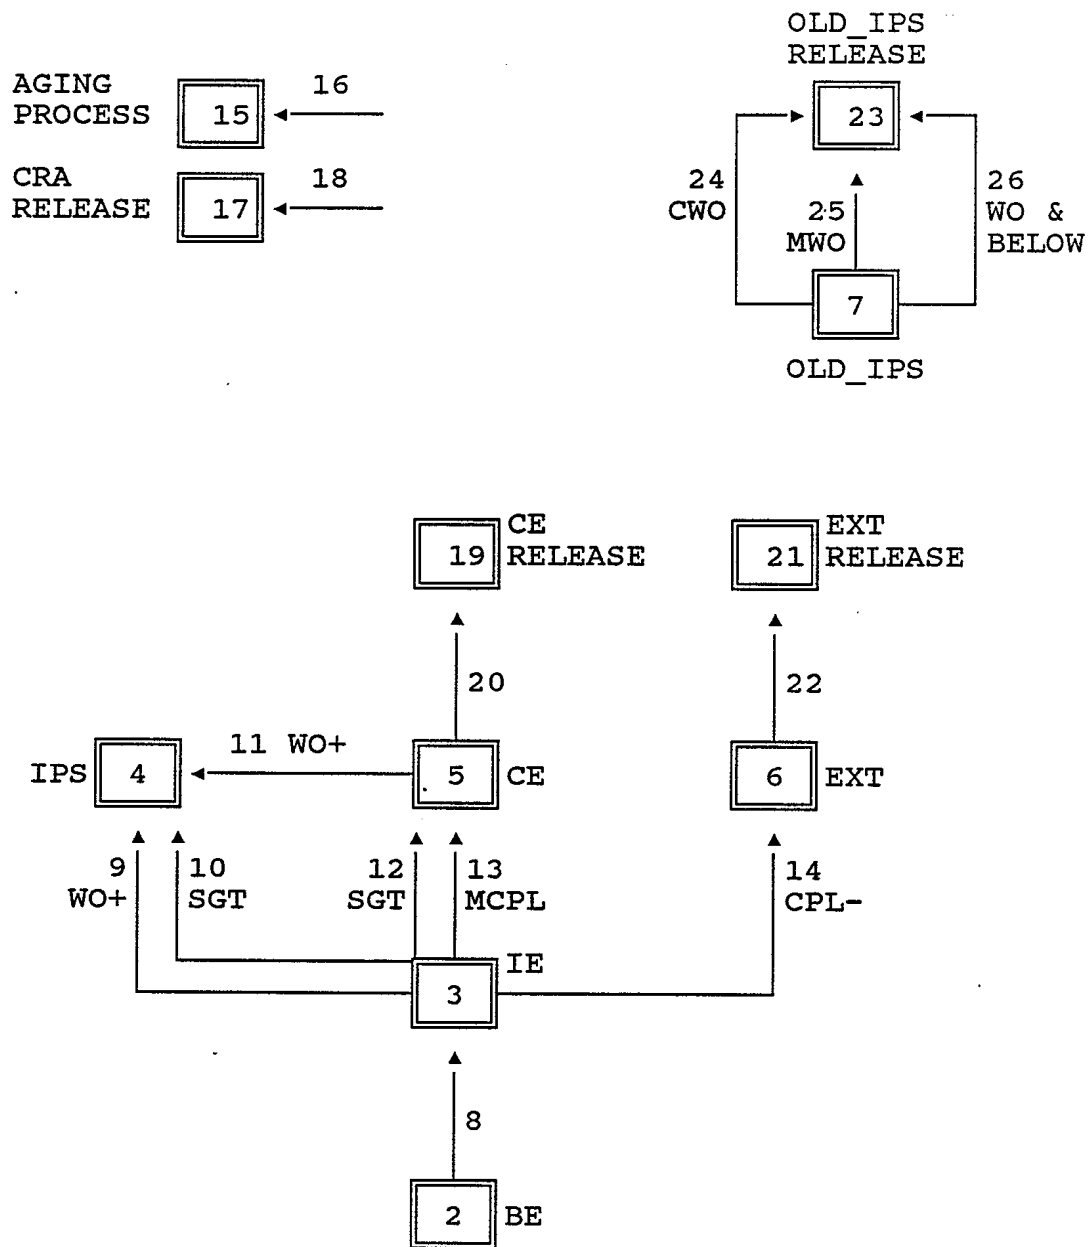 OLD_IPS
RELEASE
23
AGING
PROCESS
15
16
CRA
RELEASE
17
18
24
CWO
25
MWO
26
WO &
BELOW
7
OLD_IPS
19
CE
RELEASE
21
EXT
RELEASE
20
22
IPS
4
11 WO+
5
CE
6
EXT
9
WO+
10
SGT
12
SGT
13
MCPL
14
CPL-
IE
3
8
2
BE